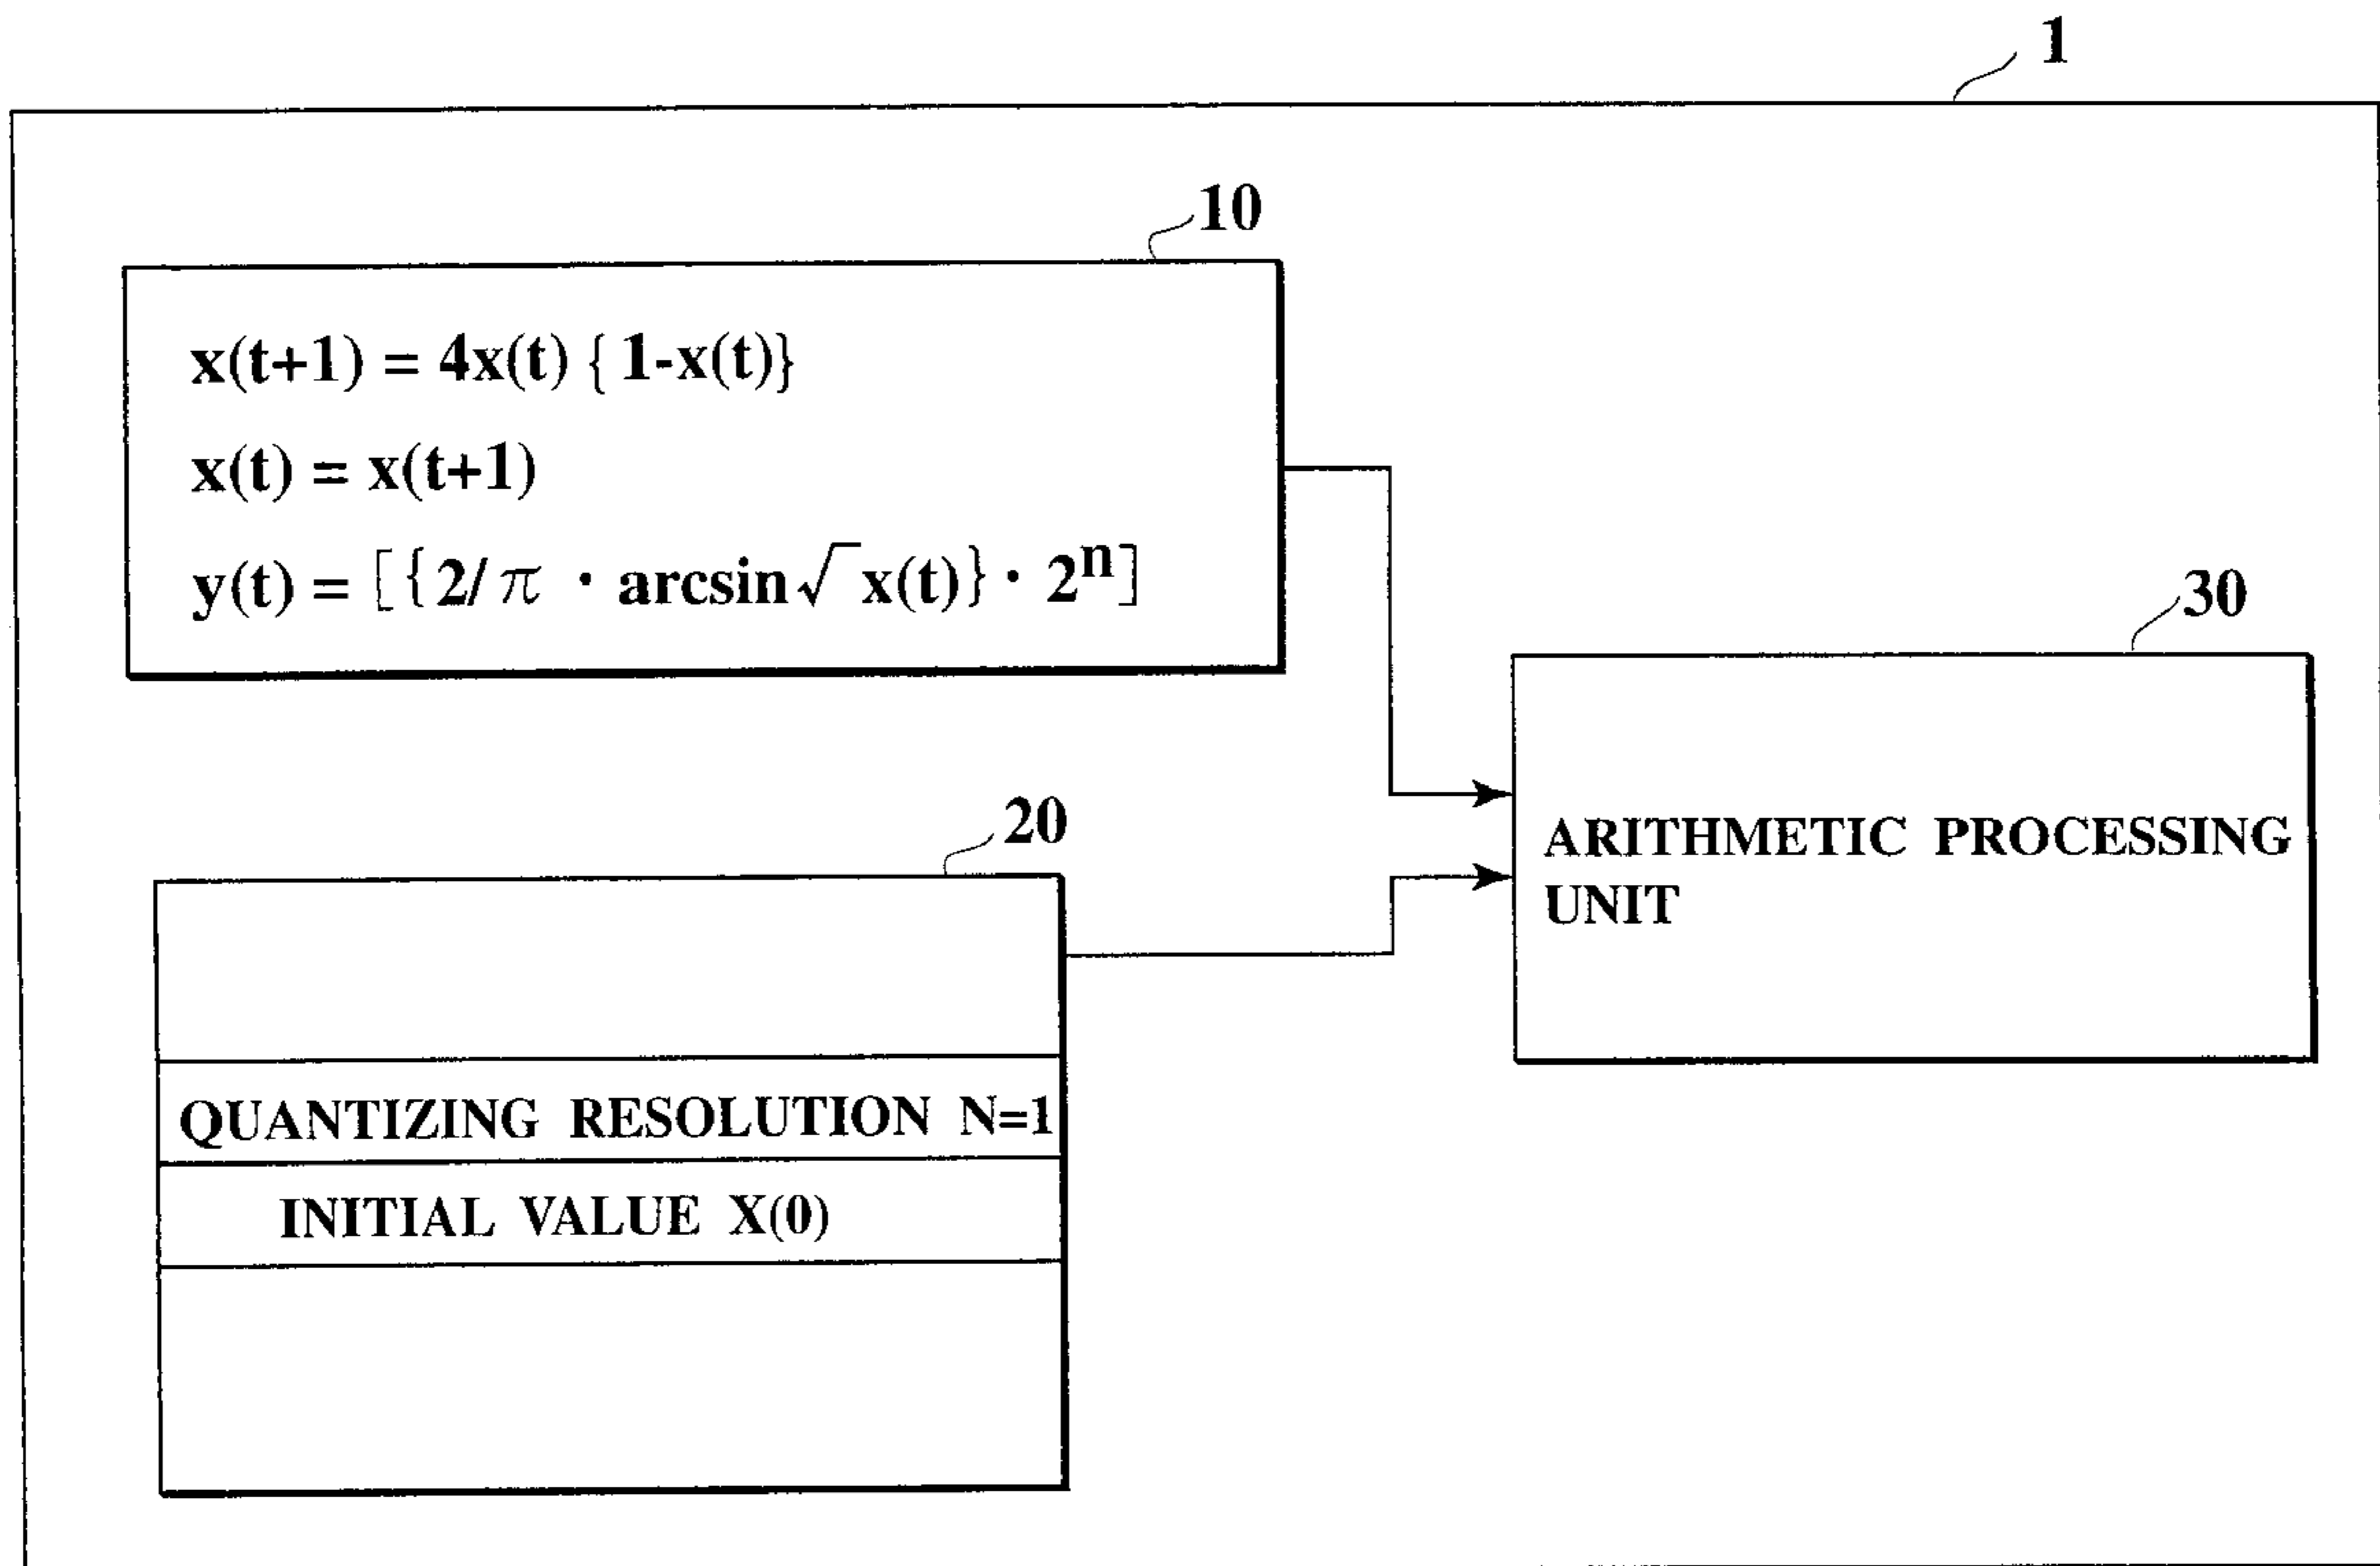 1
10
x(t+1) = 4x(t) { 1-x(t)}
x(t) = x(t+1)
y(t) = [{2/π · arcsin√x(t)} · 2ⁿ]
30
ARITHMETIC PROCESSING
UNIT
20
QUANTIZING RESOLUTION N=1
INITIAL VALUE X(0)